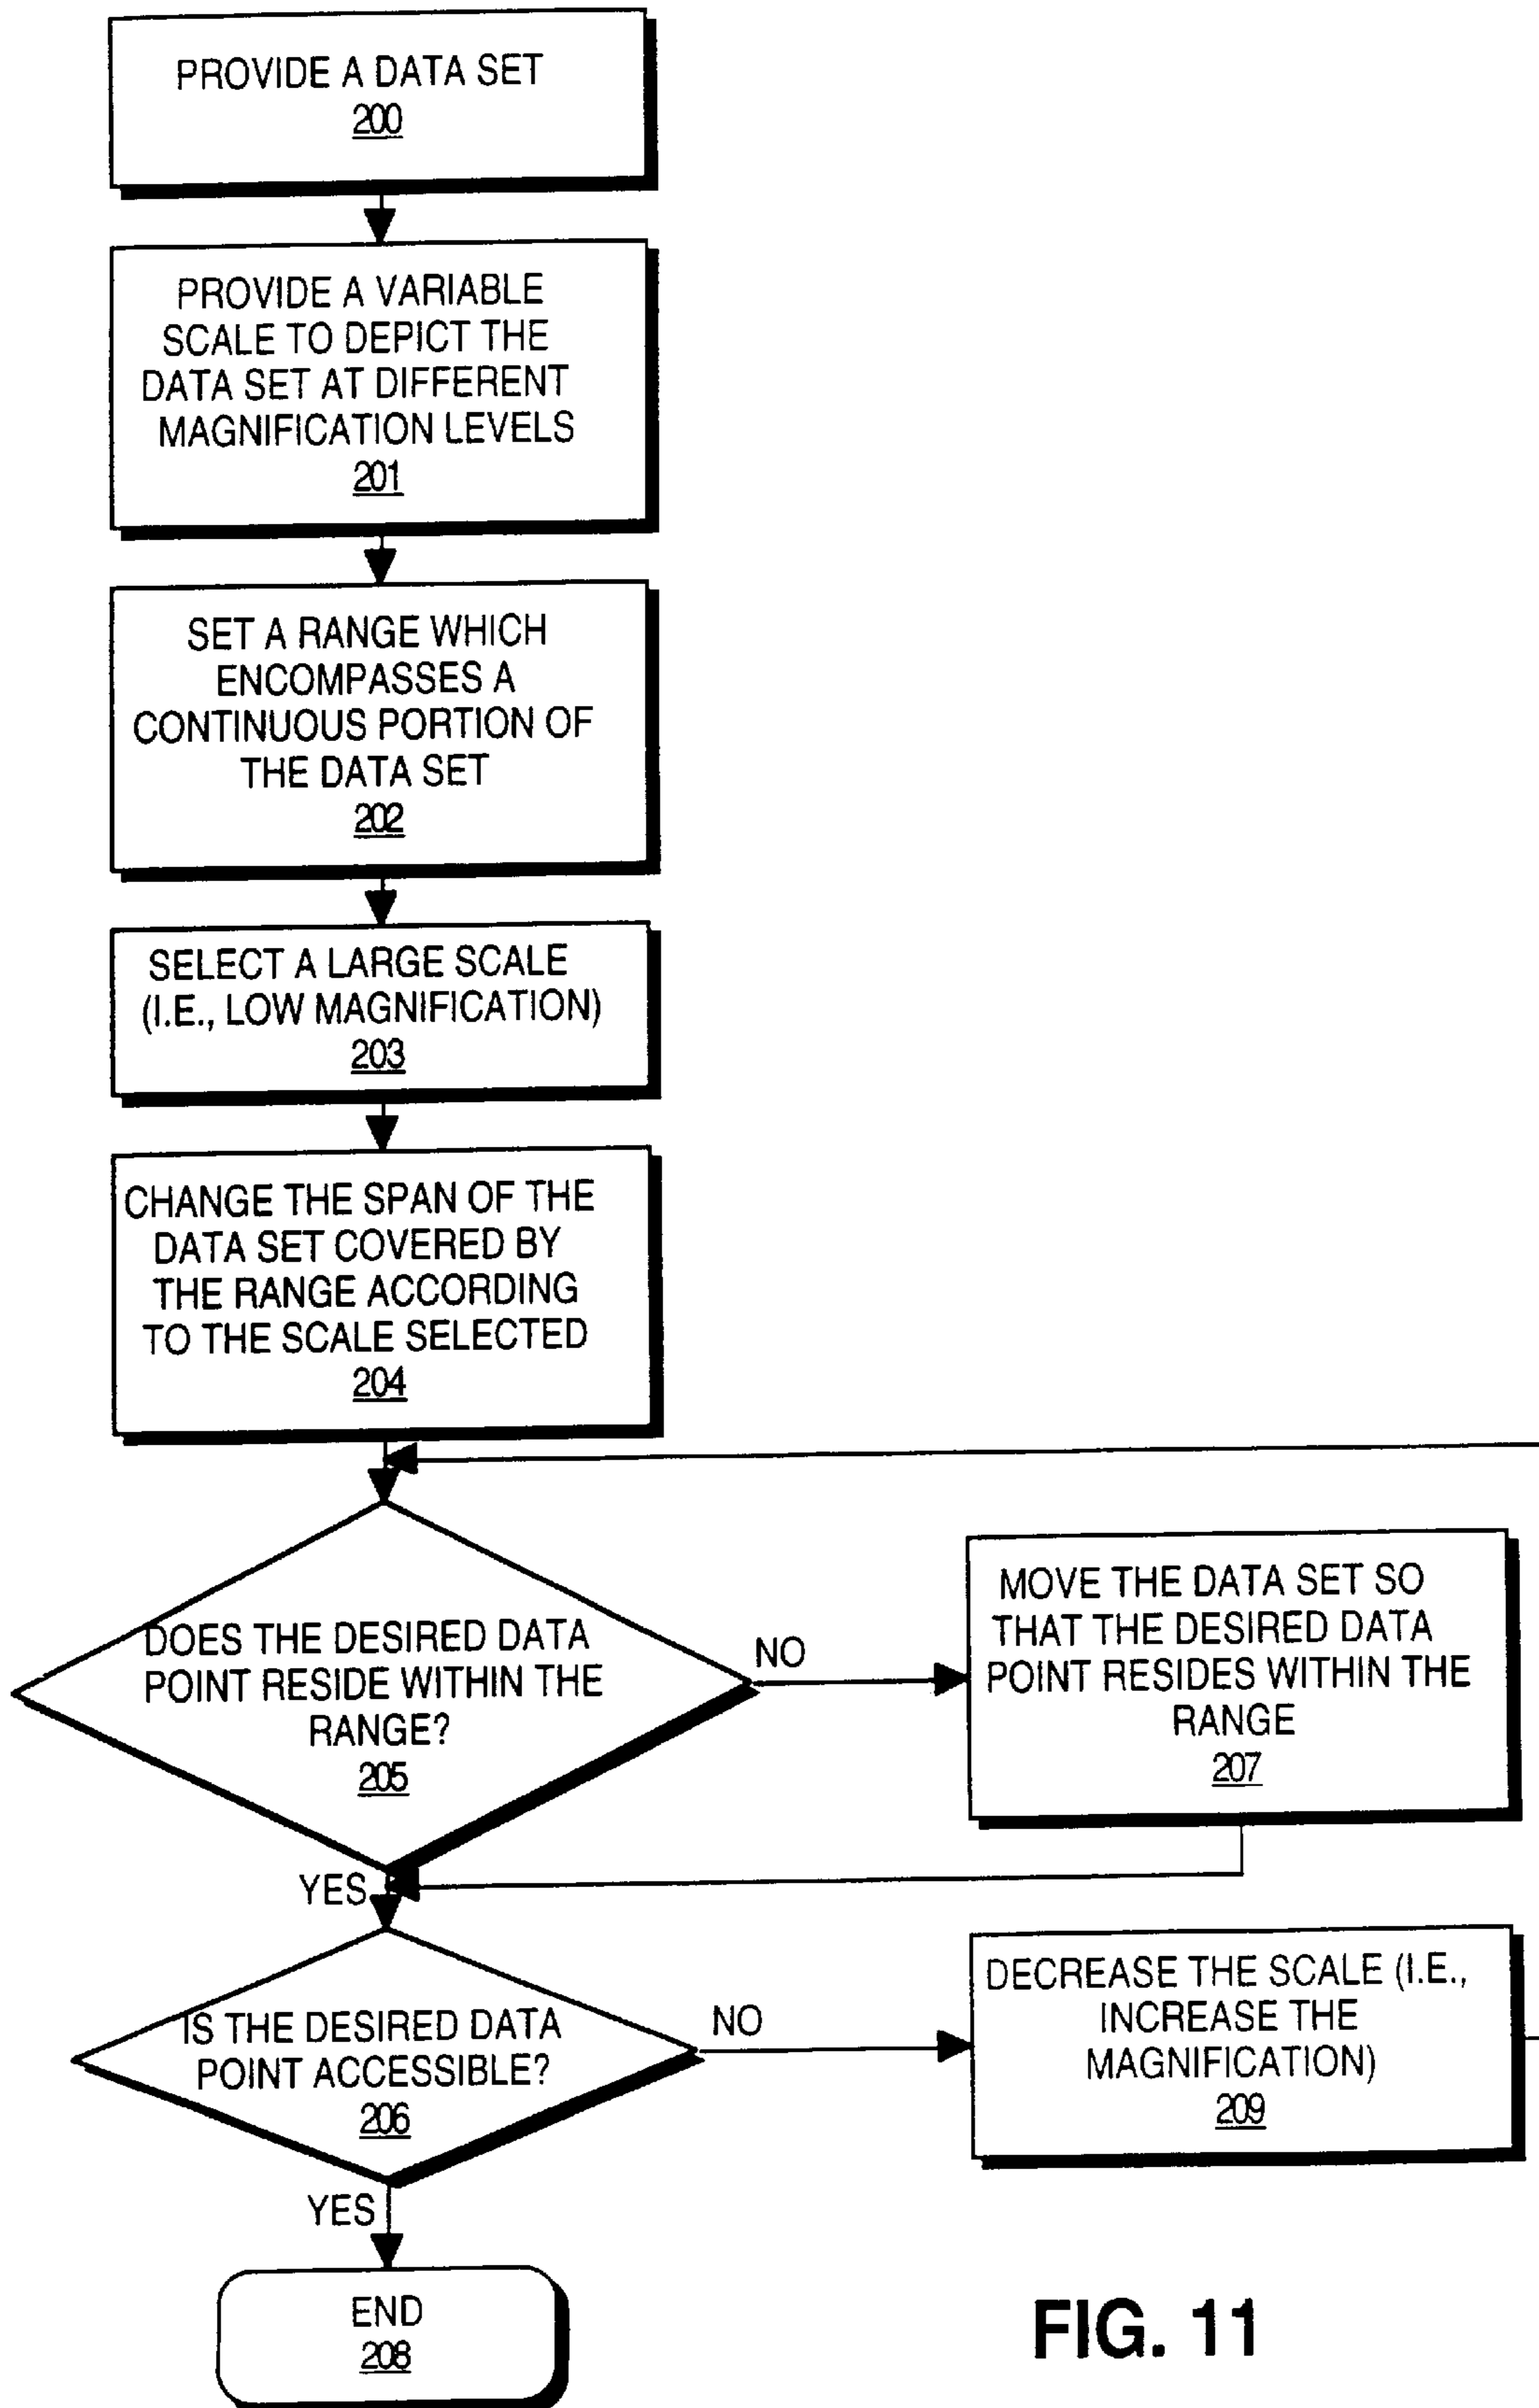 PROVIDE A DATA SET
200
PROVIDE A VARIABLE
SCALE TO DEPICT THE
DATA SET AT DIFFERENT
MAGNIFICATION LEVELS
201
SET A RANGE WHICH
ENCOMPASSES A
CONTINUOUS PORTION OF
THE DATA SET
202
SELECT A LARGE SCALE
(I.E., LOW MAGNIFICATION)
203
CHANGE THE SPAN OF THE
DATA SET COVERED BY
THE RANGE ACCORDING
TO THE SCALE SELECTED
204
DOES THE DESIRED DATA
POINT RESIDE WITHIN THE
RANGE?
205
NO
MOVE THE DATA SET SO
THAT THE DESIRED DATA
POINT RESIDES WITHIN THE
RANGE
207
YES
IS THE DESIRED DATA
POINT ACCESSIBLE?
206
NO
DECREASE THE SCALE (I.E.,
INCREASE THE
MAGNIFICATION)
209
YES
END
208
FIG. 11